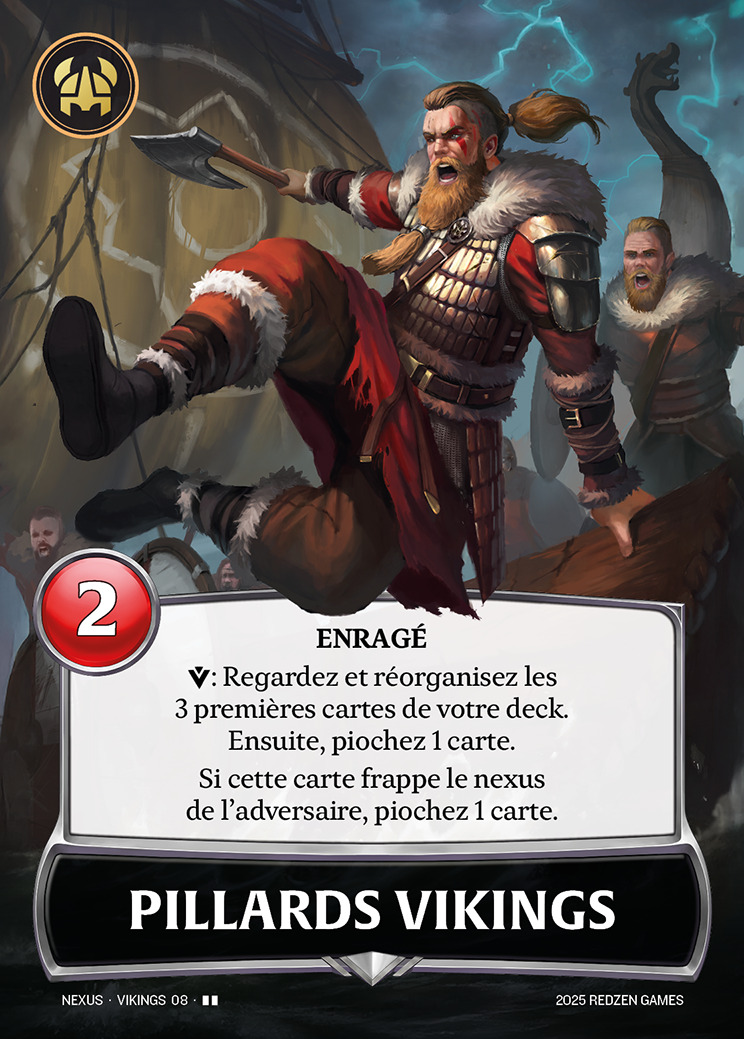 2
ENRAGÉ
: Regardez et réorganisez les
3 premières cartes de votre deck.
Ensuite, piochez 1 carte.
Si cette carte frappe le nexus
de l’adversaire, piochez 1 carte.
PILLARDS VIKINGS
NEXUS · VIKINGS 08 ·
2025 REDZEN GAMES